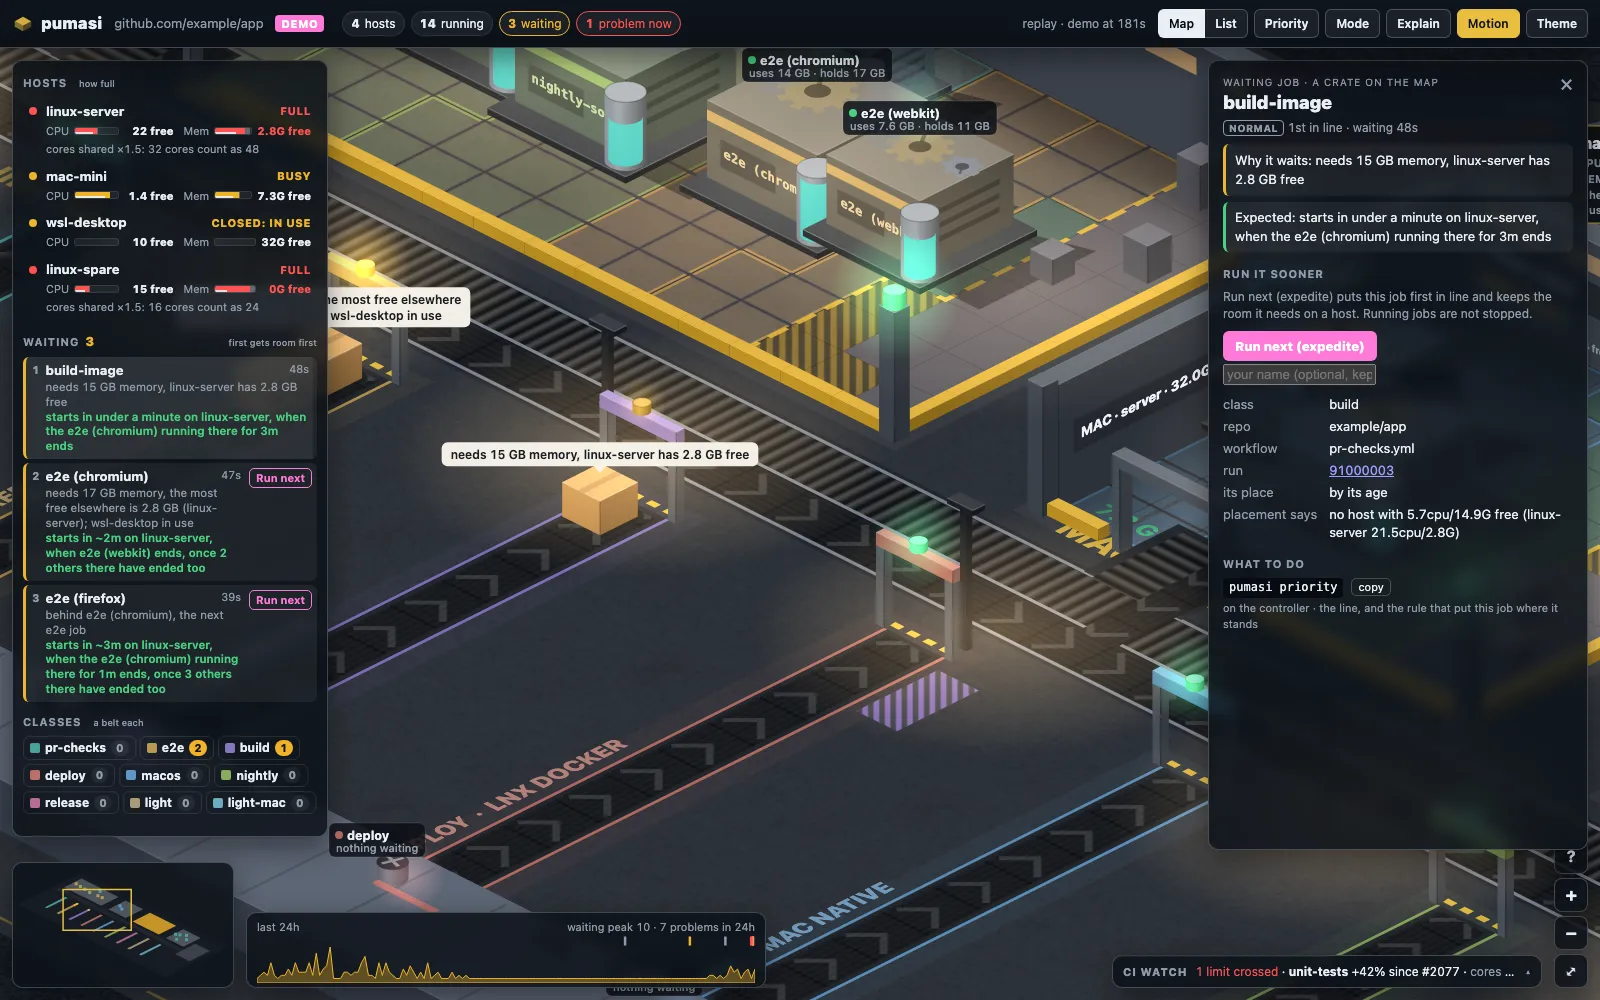 pumasi github.com/example/app DEMO 4 hosts 14 running 3 waiting 1 problem now replay · demo at 181s Map List Priority Mode Explain Motion Theme
HOSTS how full
linux-server FULL
CPU 22 free Mem 2.8G free
cores shared ×1.5: 32 cores count as 48
mac-mini BUSY
CPU 1.4 free Mem 7.3G free
wsl-desktop CLOSED: IN USE
CPU 10 free Mem 32G free
linux-spare FULL
CPU 15 free Mem 0G free
cores shared ×1.5: 16 cores count as 24
WAITING 3 first gets room first
1 build-image 48s
needs 15 GB memory, linux-server has 2.8 GB
free
starts in under a minute on linux-server, when
the e2e (chromium) running there for 3m
ends
2 e2e (chromium) 47s Run next
needs 17 GB memory, the most
free elsewhere is 2.8 GB (linux-
server); wsl-desktop in use
starts in ~2m on linux-server,
when e2e (webkit) ends, once 2
others there have ended too
3 e2e (firefox) 39s Run next
behind e2e (chromium), the next
e2e job
starts in ~3m on linux-server,
when the e2e (chromium) running
there for 1m ends, once 3 others
there have ended too
CLASSES a belt each
pr-checks 0 e2e 2 build 1
deploy 0 macos 0 nightly 0
release 0 light 0 light-mac 0
e2e (chromium)
uses 14 GB · holds 17 GB
e2e (webkit)
uses 7.6 GB · holds 11 GB
nightly-so
e2e (chrom
e2e (webl
e most free elsewhere
wsl-desktop in use
needs 15 GB memory, linux-server has 2.8 GB free
MAC · server · 32.0G
MA
G
LOY . LNX DOCKER
MAC NATIVE
deploy
nothing waiting
last 24h waiting peak 10 · 7 problems in 24h
nothing waiting
WAITING JOB · A CRATE ON THE MAP
build-image
NORMAL 1st in line · waiting 48s
Why it waits: needs 15 GB memory, linux-server has
2.8 GB free
Expected: starts in under a minute on linux-server,
when the e2e (chromium) running there for 3m ends
RUN IT SOONER
Run next (expedite) puts this job first in line and keeps the
room it needs on a host. Running jobs are not stopped.
Run next (expedite)
your name (optional, kep
class build
repo example/app
workflow pr-checks.yml
run 91000003
its place by its age
placement says no host with 5.7cpu/14.9G free (linux-
server 21.5cpu/2.8G)
WHAT TO DO
pumasi priority copy
on the controller · the line, and the rule that put this job where it
stands
?
+
−
CI WATCH 1 limit crossed · unit-tests +42% since #2077 · cores ...